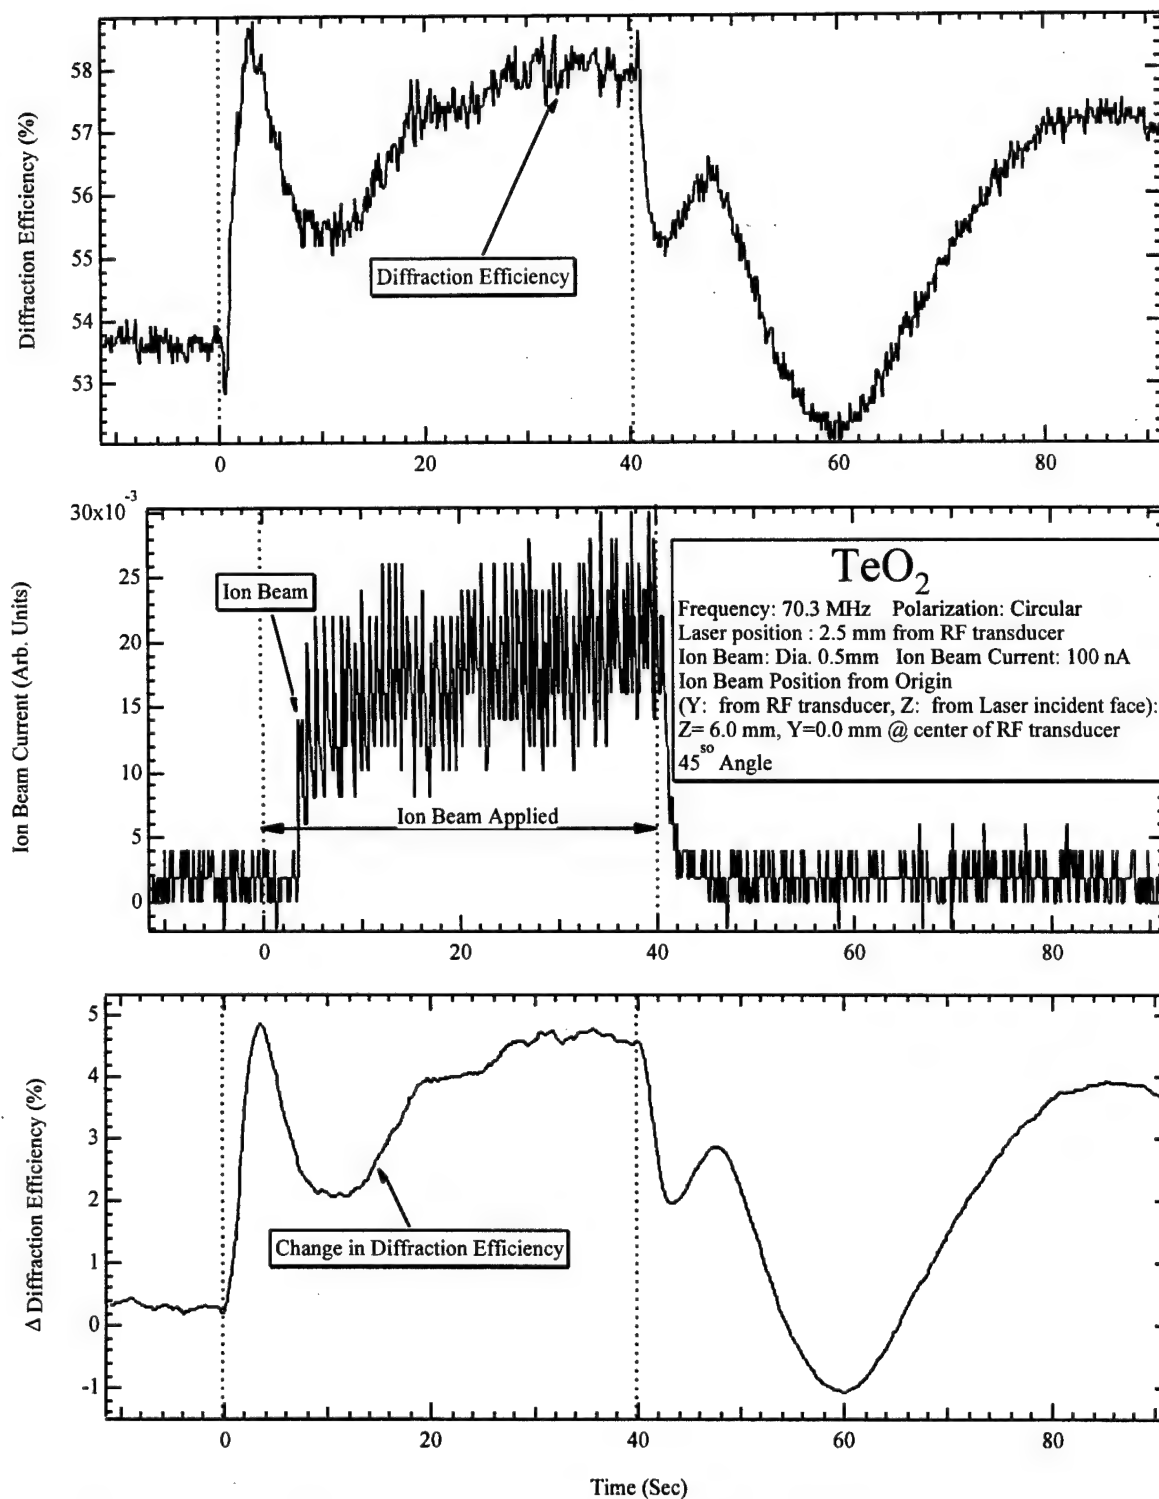 Diffraction Efficiency (%)
58
57
56
55
54
53
Diffraction Efficiency
0
20
40
60
80
Ion Beam Current (Arb. Units)
30x10-3
25
20
15
10
5
0
Ion Beam
Ion Beam Applied
TeO2
Frequency: 70.3 MHz Polarization: Circular
Laser position : 2.5 mm from RF transducer
Ion Beam: Dia. 0.5mm Ion Beam Current: 100 nA
Ion Beam Position from Origin
(Y: from RF transducer, Z: from Laser incident face):
Z= 6.0 mm, Y=0.0 mm @ center of RF transducer
45so Angle
0
20
40
60
80
Δ Diffraction Efficiency (%)
5
4
3
2
1
0
-1
Change in Diffraction Efficiency
0
20
40
60
80
Time (Sec)